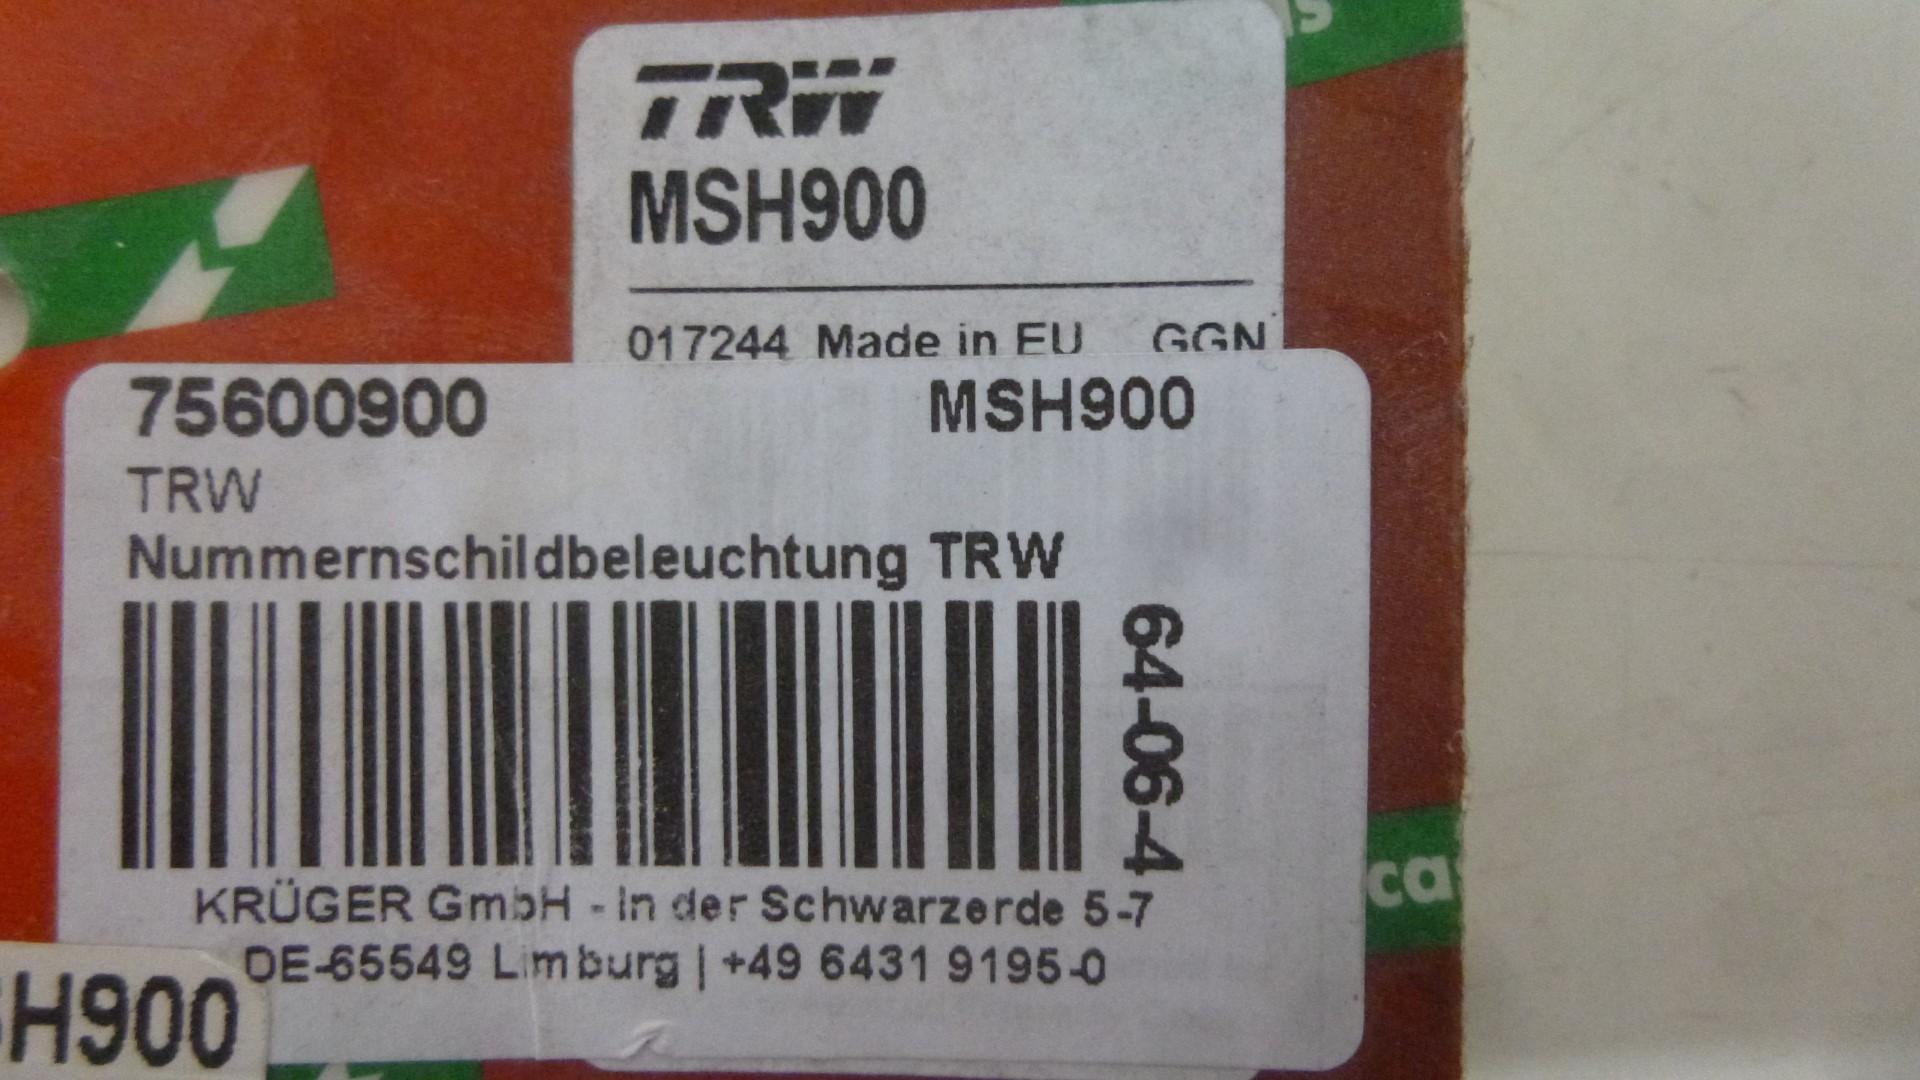 TRW
MSH900
017244 Made in EU GGN
75600900 MSH900
TRW
Nummernschildbeleuchtung TRW
64-06-4
KRÜGER GmbH - In der Schwarzerde 5-7
DE-65549 Limburg | +49 6431 9195-0
H900